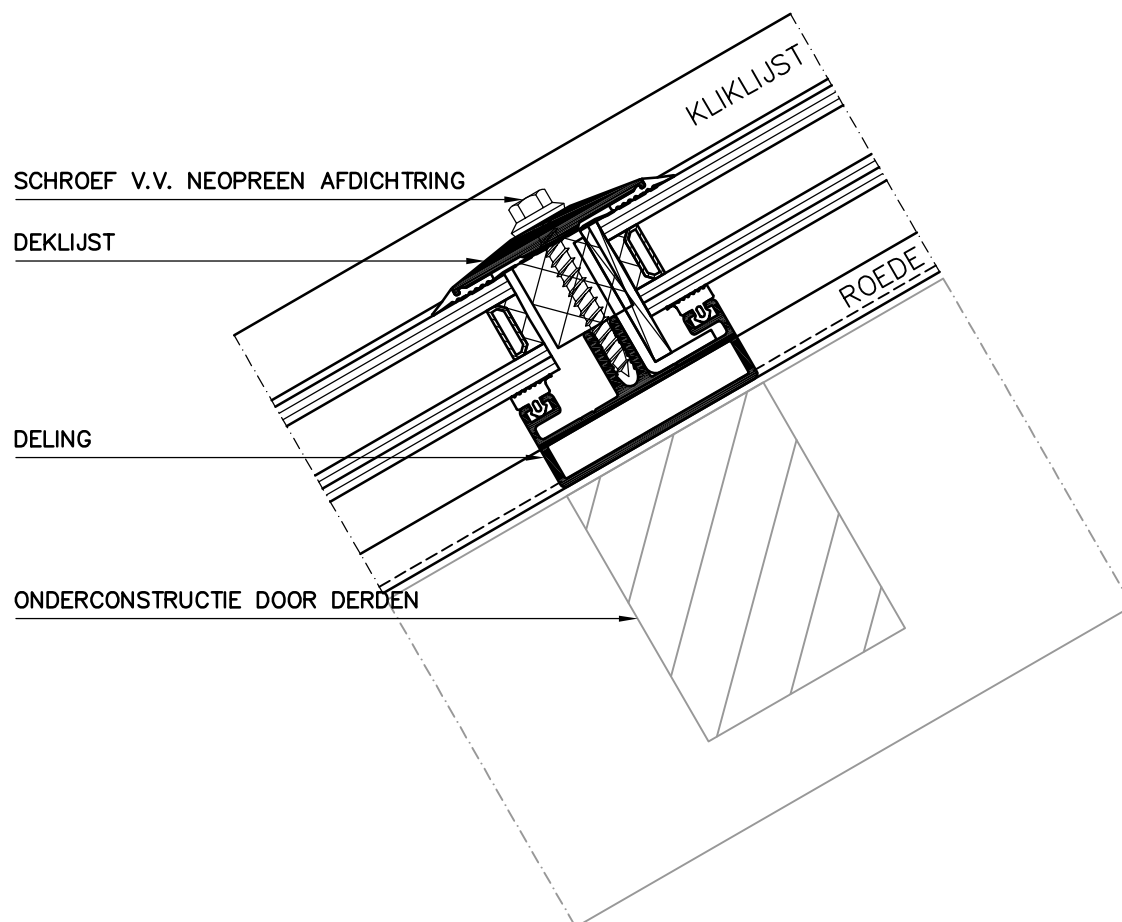 KLIKLIJST
SCHROEF V.V. NEOPREEN AFDICHTRING
DEKLIJST
ROEDE
DELING
ONDERCONSTRUCTIE DOOR DERDEN